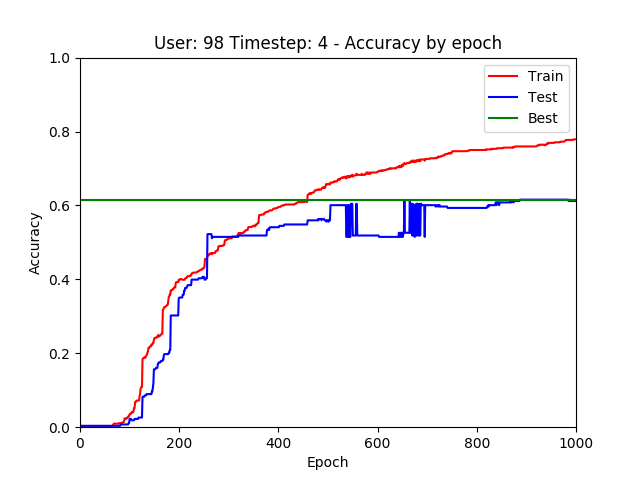 User: 98 Timestep: 4 - Accuracy by epoch
1.0
0.8
0.6
0.4
0.2
0.0
Accuracy
Train
Test
Best
0 200 400 600 800 1000
Epoch